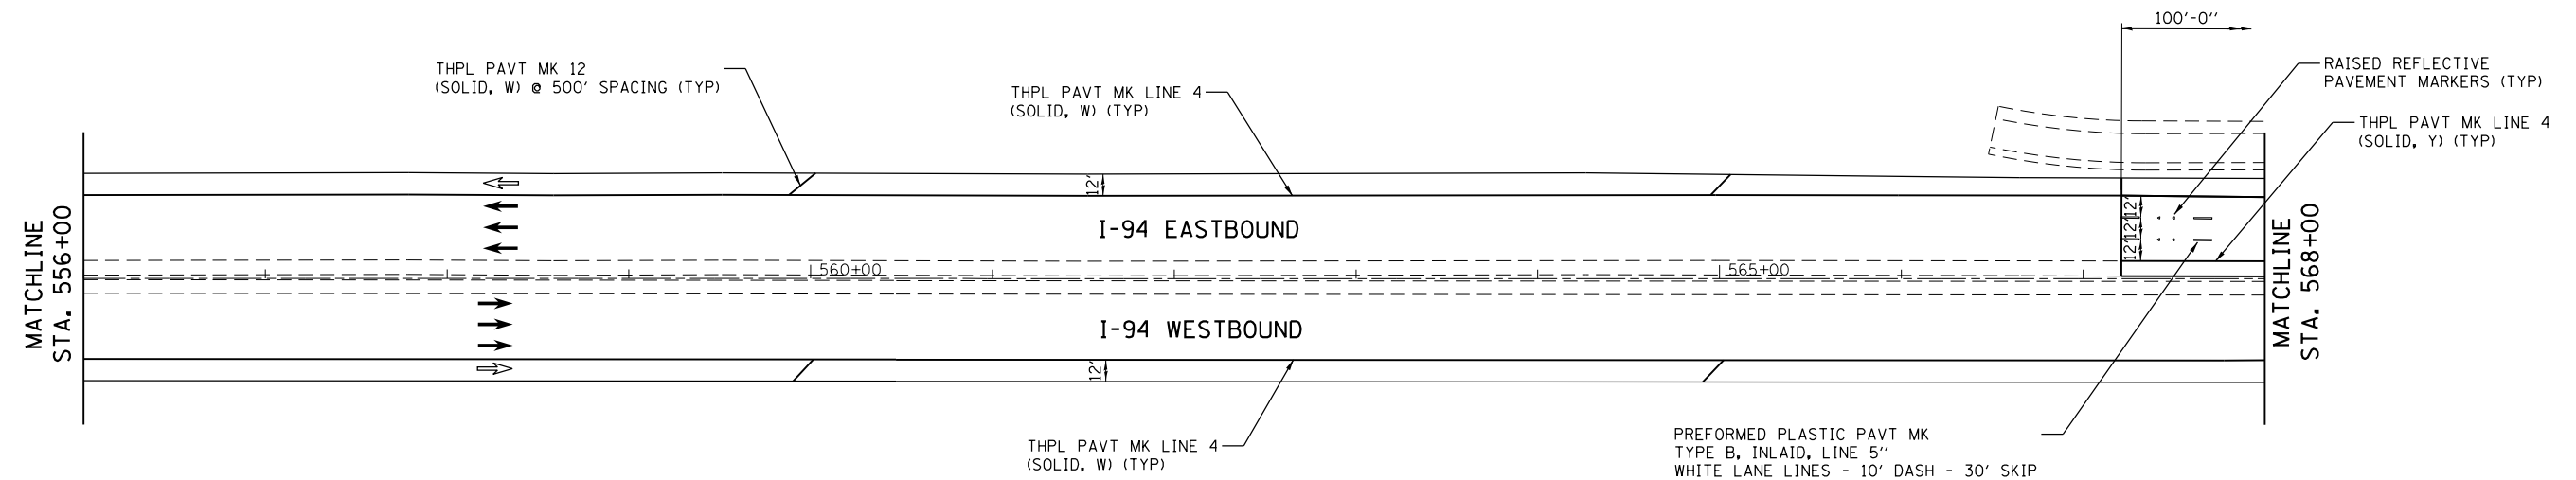 100'-0"
THPL PAVT MK 12
(SOLID, W) @ 500' SPACING (TYP)
THPL PAVT MK LINE 4
(SOLID, W) (TYP)
RAISED REFLECTIVE
PAVEMENT MARKERS (TYP)
THPL PAVT MK LINE 4
(SOLID, Y) (TYP)
MATCHLINE
STA. 556+00
12'
I-94 EASTBOUND
12'
12'
12'
560+00
565+00
MATCHLINE
STA. 568+00
I-94 WESTBOUND
12'
THPL PAVT MK LINE 4
(SOLID, W) (TYP)
PREFORMED PLASTIC PAVT MK
TYPE B, INLAID, LINE 5"
WHITE LANE LINES - 10' DASH - 30' SKIP